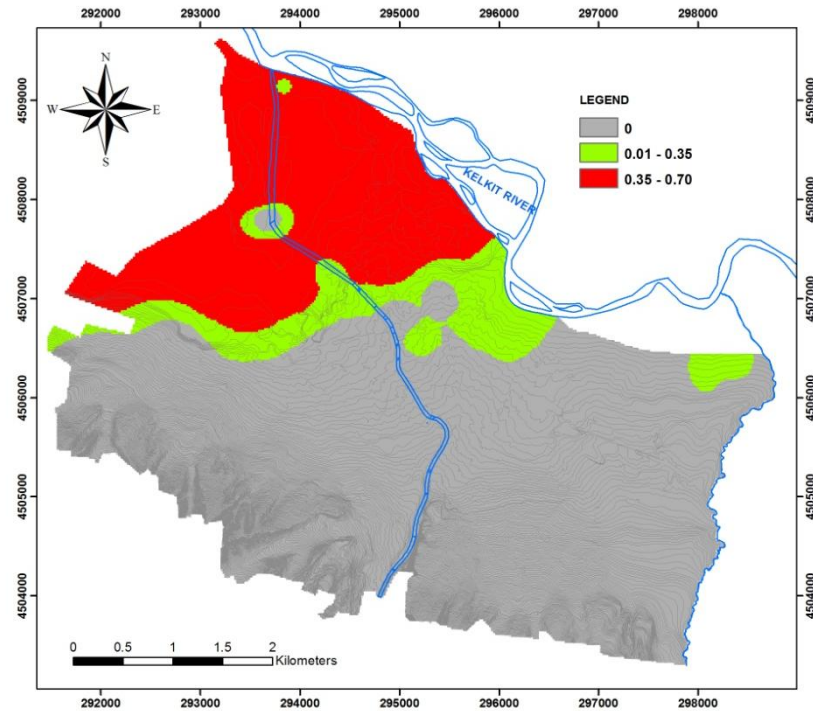 292000 293000 294000 295000 296000 297000 298000
N
W E
S
LEGEND
0
0.01 - 0.35
0.35 - 0.70
KELKIT RIVER
4509000 4509000
4508000 4508000
4507000 4507000
4506000 4506000
4505000 4505000
4504000 4504000
0 0.5 1 1.5 2
Kilometers
292000 293000 294000 295000 296000 297000 298000